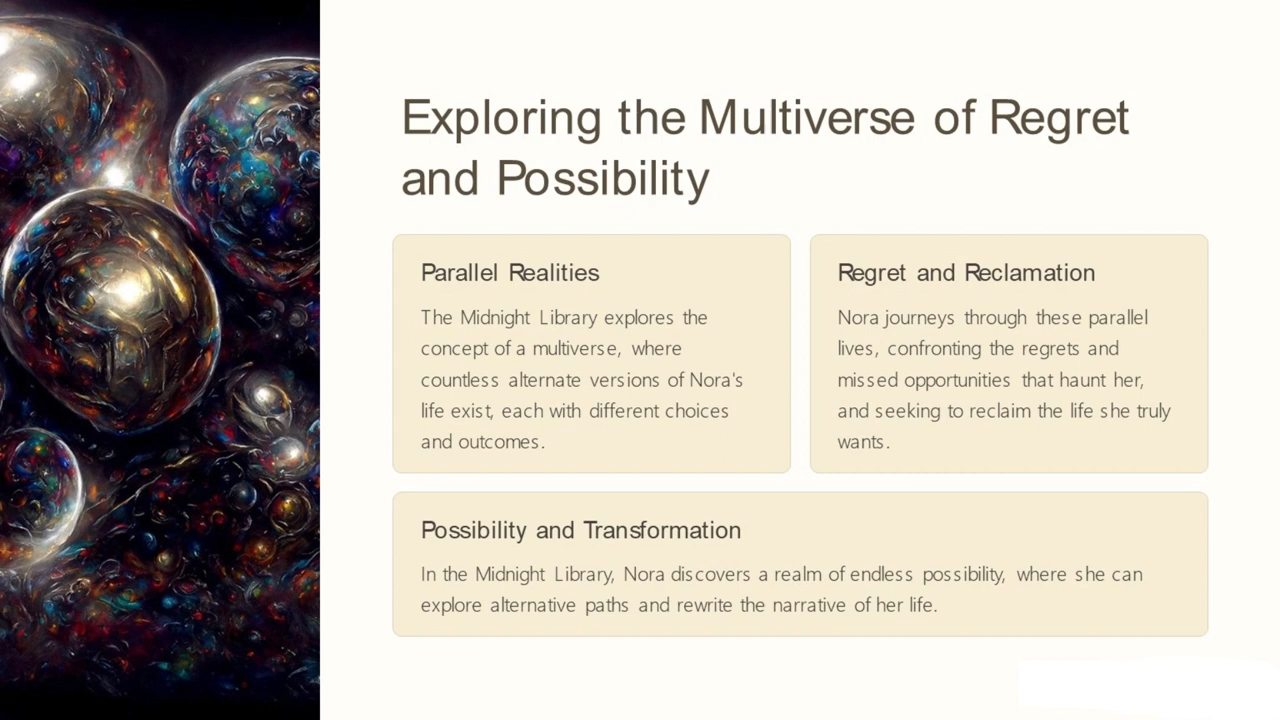 Exploring the Multiverse of Regret
and Possibility
Parallel Realities
The Midnight Library explores the
concept of a multiverse, where
countless alternate versions of Nora's
life exist, each with different choices
and outcomes.
Regret and Reclamation
Nora journeys through these parallel
lives, confronting the regrets and
missed opportunities that haunt her,
and seeking to reclaim the life she truly
wants.
Possibility and Transformation
In the Midnight Library, Nora discovers a realm of endless possibility, where she can
explore alternative paths and rewrite the narrative of her life.